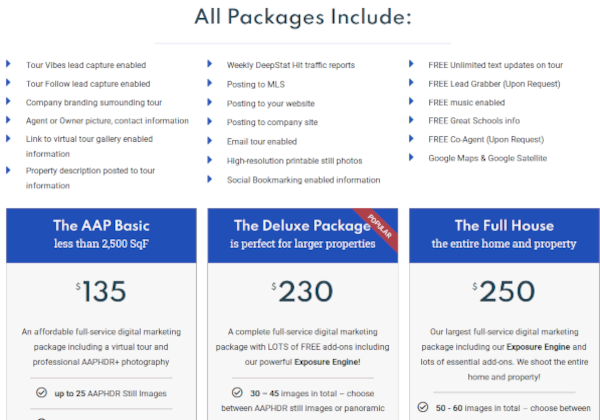 All Packages Include:
Tour Vibes lead capture enabled
Tour Follow lead capture enabled
Company branding surrounding tour
Agent or Owner picture, contact information
Link to virtual tour gallery enabled
information
Property description posted to tour
information
Weekly DeepStat Hit traffic reports
Posting to MLS
Posting to your website
Posting to company site
Email tour enabled
High-resolution printable still photos
Social Bookmarking enabled information
FREE Unlimited text updates on tour
FREE Lead Grabber (Upon Request)
FREE music enabled
FREE Great Schools info
FREE Co-Agent (Upon Request)
Google Maps & Google Satellite
The AAP Basic
less than 2,500 SqF
$135
An affordable full-service digital marketing
package including a virtual tour and
professional AAPHDR+ photography
up to 25 AAPHDR Still Images
The Deluxe Package
POPULAR
is perfect for larger properties
$230
A complete full-service digital marketing
package with LOTS of FREE add-ons including
our powerful Exposure Engine!
30 – 45 images in total – choose
between AAPHDR still images or panoramic
The Full House
the entire home and property
$250
Our largest full-service digital marketing
package including our Exposure Engine and
lots of essential add-ons. We shoot the entire
home and property!
50 - 60 images in total – choose between